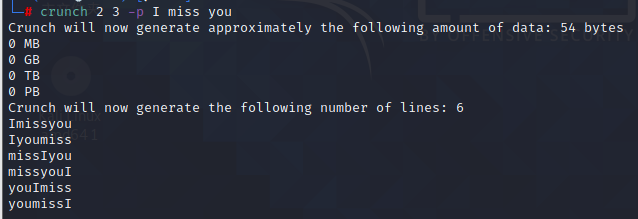 └─# crunch 2 3 -p I miss you
Crunch will now generate approximately the following amount of data: 54 bytes
0 MB
0 GB
0 TB
0 PB
Crunch will now generate the following number of lines: 6
Imissyou
Iyoumiss
missIyou
missyouI
youImiss
youmissI